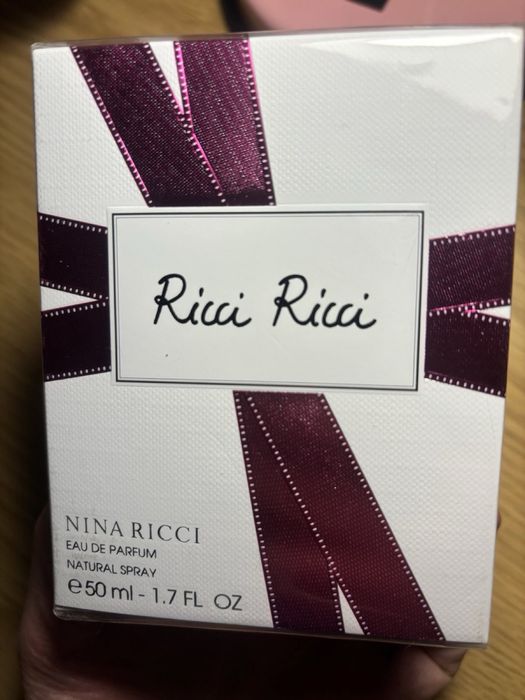 Ricci Ricci
NINA RICCI
EAU DE PARFUM
NATURAL SPRAY
℮50 ml - 1.7 FL OZ